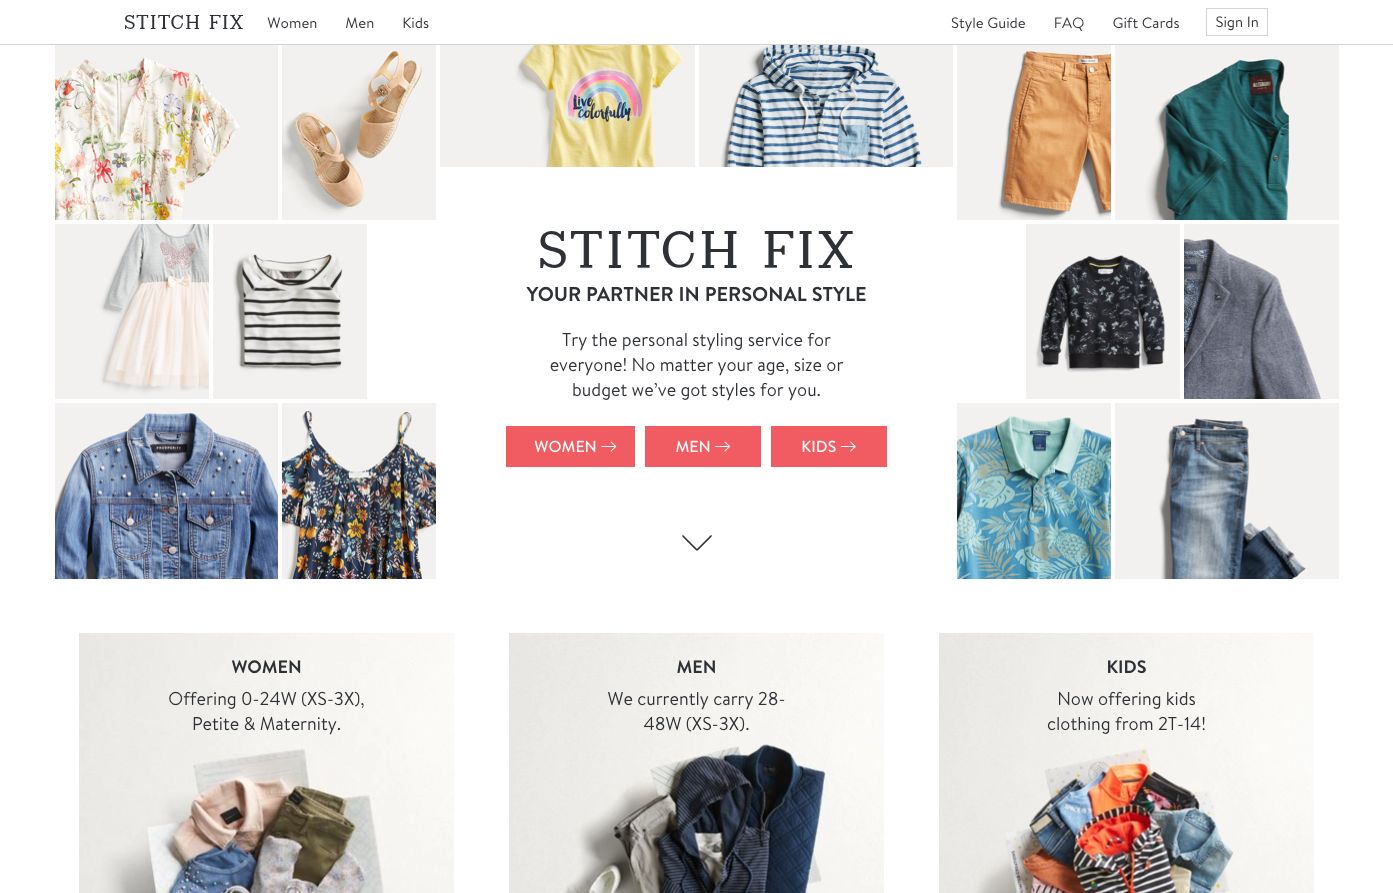 STITCH FIX
Women
Men
Kids
Style Guide
FAQ
Gift Cards
Sign In
Live
colorfully
STITCH FIX
YOUR PARTNER IN PERSONAL STYLE
Try the personal styling service for
everyone! No matter your age, size or
budget we've got styles for you.
WOMEN →
MEN →
KIDS →
WOMEN
Offering 0-24W (XS-3X),
Petite & Maternity.
MEN
We currently carry 28-
48W (XS-3X).
KIDS
Now offering kids
clothing from 2T-14!